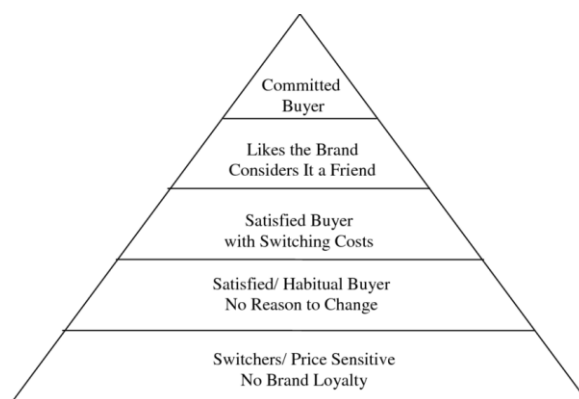 Committed
Buyer
Likes the Brand
Considers It a Friend
Satisfied Buyer
with Switching Costs
Satisfied/ Habitual Buyer
No Reason to Change
Switchers/ Price Sensitive
No Brand Loyalty